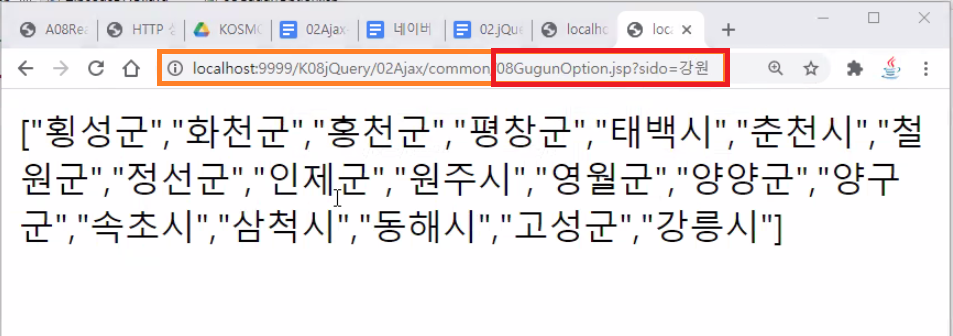 A08Rea
HTTP 상
KOSMO
02Ajax
네이버
02.jQue
localho
loca
localhost:9999/K08jQuery/02Ajax/common/08GugunOption.jsp?sido=강원
["횡성군","화천군","홍천군","평창군","태백시","춘천시","철
원군","정선군","인제군","원주시","영월군","양양군","양구
군","속초시","삼척시","동해시","고성군","강릉시"]